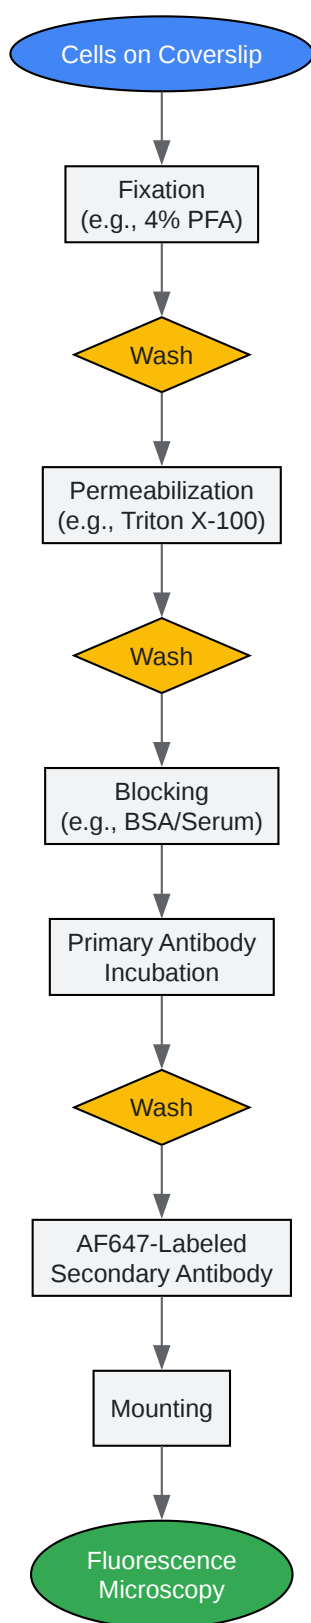 Cells on Coverslip
Fixation
(e.g., 4% PFA)
Wash
Permeabilization
(e.g., Triton X-100)
Wash
Blocking
(e.g., BSA/Serum)
Primary Antibody
Incubation
Wash
AF647-Labeled
Secondary Antibody
Mounting
Fluorescence
Microscopy